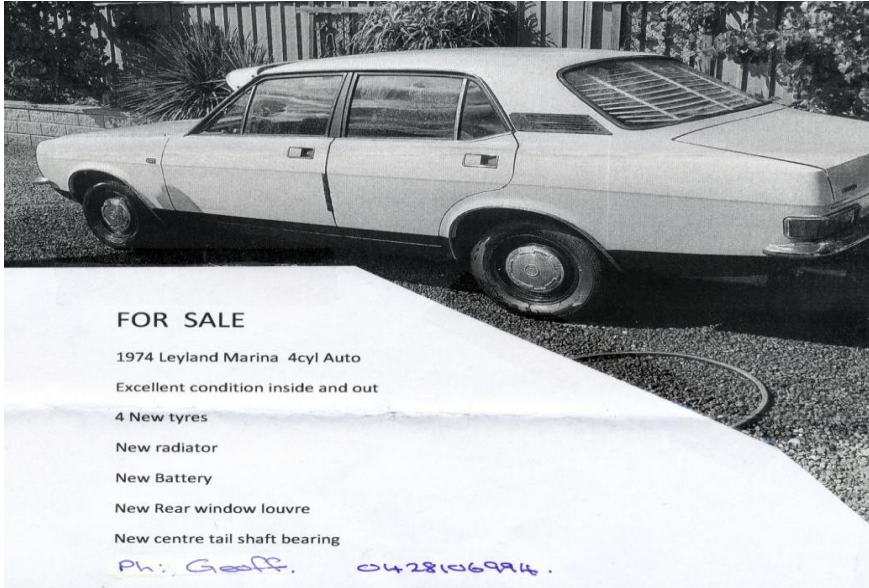 FOR SALE
1974 Leyland Marina 4cyl Auto
Excellent condition inside and out
4 New tyres
New radiator
New Battery
New Rear window louvre
New centre tail shaft bearing
Ph: Geoff. 0428106994.